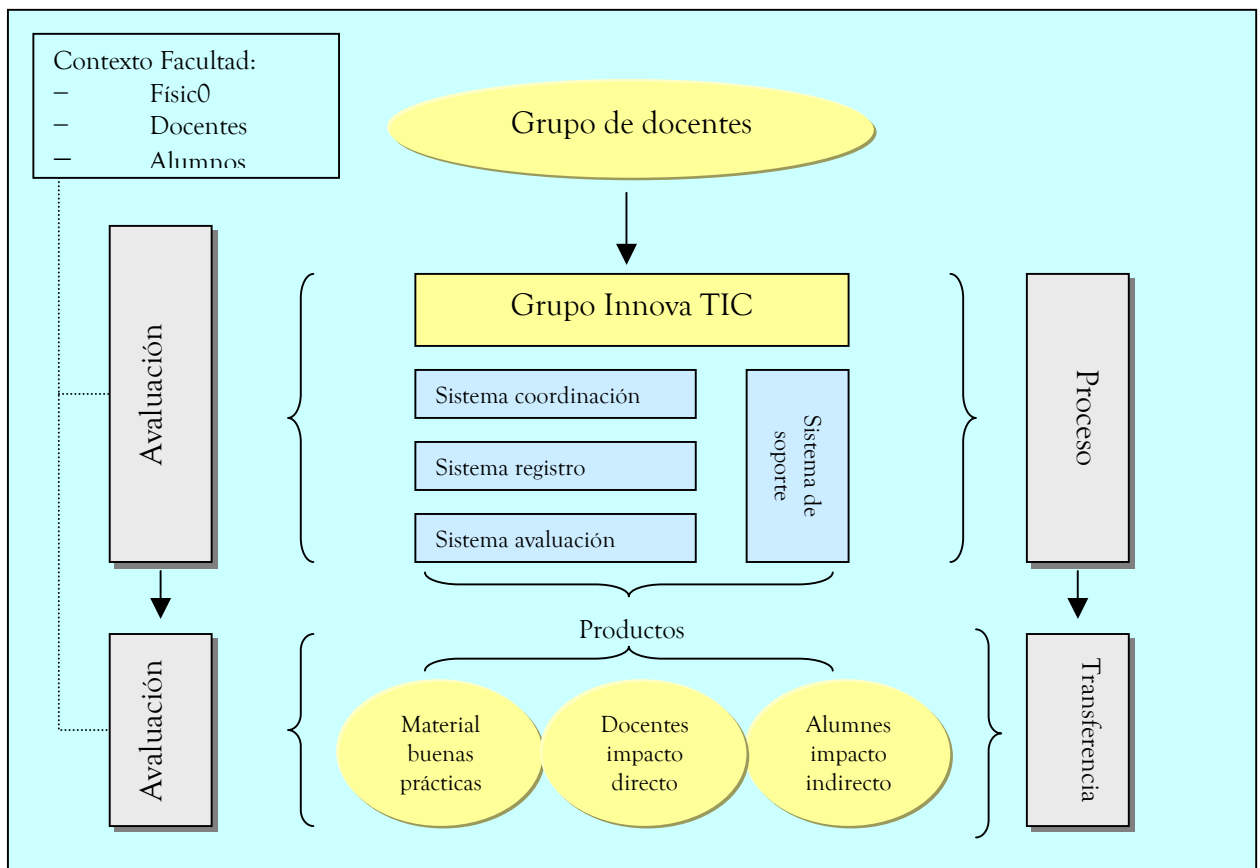 Contexto Facultad:
– Físic0
– Docentes
– Alumnos
Grupo de docentes
Avaluación
Grupo Innova TIC
Sistema coordinación
Sistema registro
Sistema avaluación
Sistema de
soporte
Proceso
Productos
Avaluación
Material
buenas
prácticas
Docentes
impacto
directo
Alumnes
impacto
indirecto
Transferencia